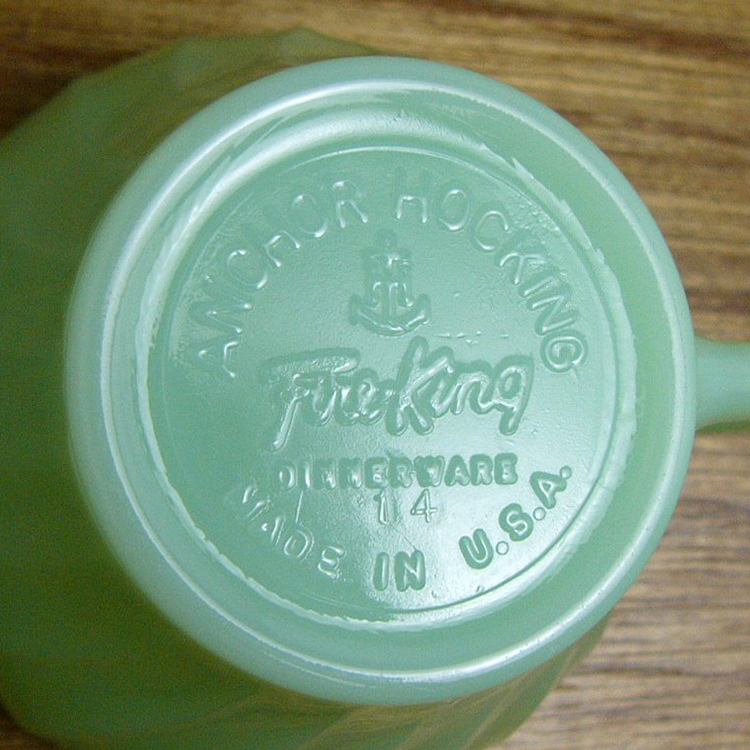 ANCHOR HOCKING
Fire-King
DINNERWARE
14
MADE IN U.S.A.